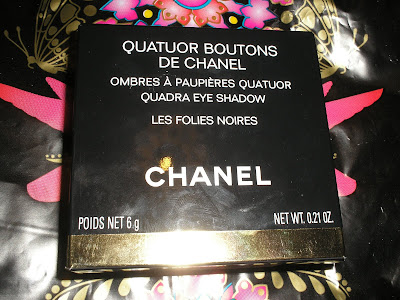 QUATUOR BOUTONS
DE CHANEL
OMBRES À PAUPIÈRES QUATUOR
QUADRA EYE SHADOW
LES FOLIES NOIRES
CHANEL
POIDS NET 6 g NET WT. 0.21 OZ.